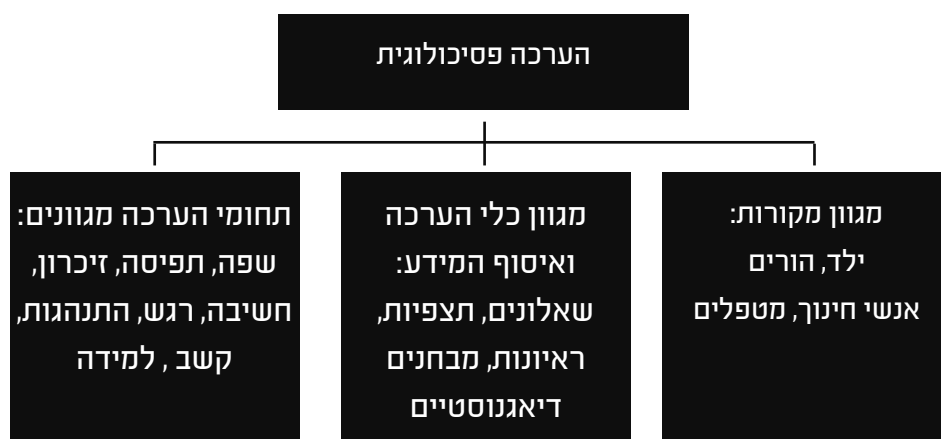 הערכה פסיכולוגית
מגוון מקורות:
ילד, הורים
אנשי חינוך, מטפלים
מגוון כלי הערכה
ואיסוף המידע:
שאלונים, תצפיות,
ראיונות, מבחנים
דיאגנוסטיים
תחומי הערכה מגוונים:
שפה, תפיסה, זיכרון,
חשיבה, רגש, התנהגות,
קשב , למידה